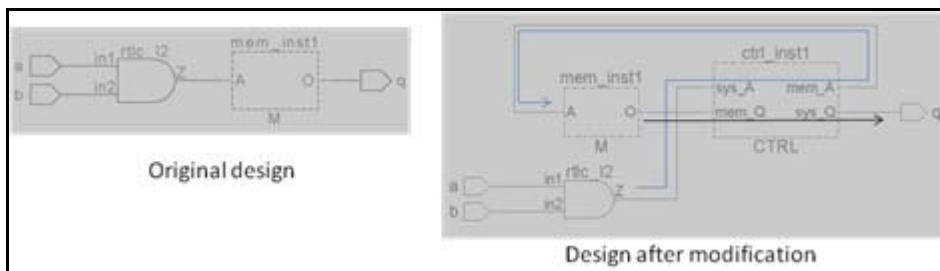 mem_inst1
rtlc_I2
a
in1
Z
A
O
q
b
in2
M
Original design
ctrl_inst1
mem_inst1
sys_A
mem_A
A
O
mem_Q
sys_Q
q
M
CTRL
a
in1
rtlc_I2
Z
b
in2
Design after modification